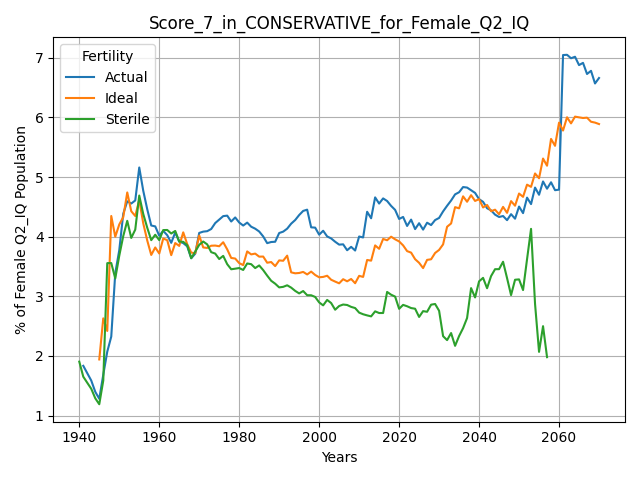 Score_7_in_CONSERVATIVE_for_Female_Q2_IQ
Fertility
Actual
Ideal
Sterile
% of Female Q2_IQ Population
7
6
5
4
3
2
1
1940 1960 1980 2000 2020 2040 2060
Years